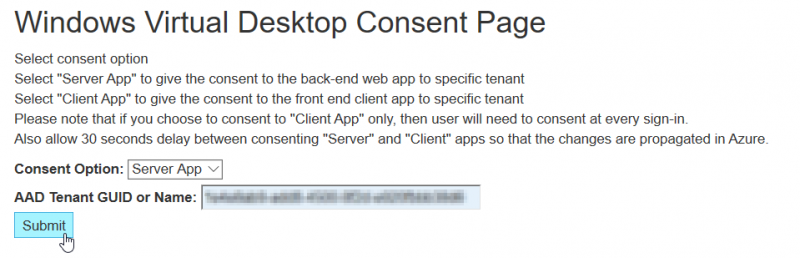 Windows Virtual Desktop Consent Page
Select consent option
Select "Server App" to give the consent to the back-end web app to specific tenant
Select "Client App" to give the consent to the front end client app to specific tenant
Please note that if you choose to consent to "Client App" only, then user will need to consent at every sign-in.
Also allow 30 seconds delay between consenting "Server" and "Client" apps so that the changes are propagated in Azure.
Consent Option: Server App
AAD Tenant GUID or Name:
Submit